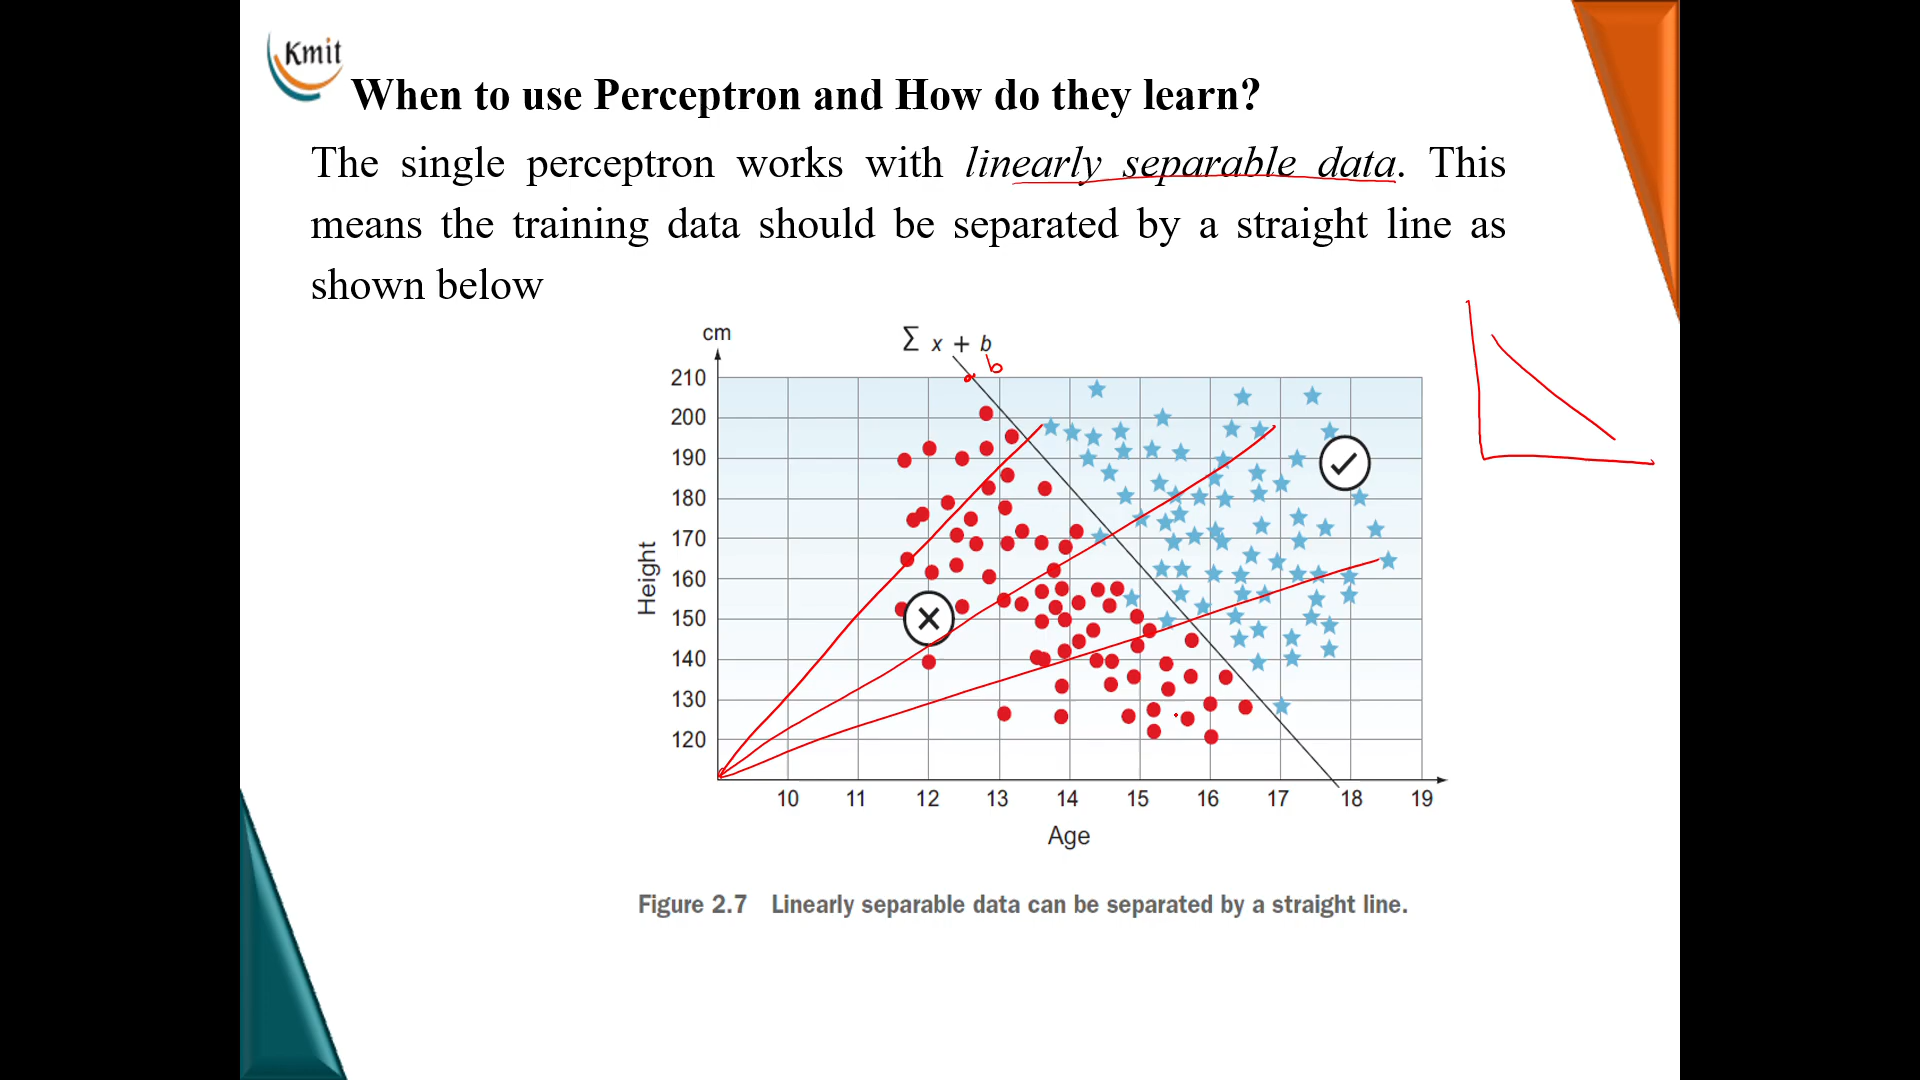 Kmit
When to use Perceptron and How do they learn?
The single perceptron works with linearly separable data. This
means the training data should be separated by a straight line as
shown below
cm
Σ x + b
b
210
200
190
180
170
160
150
140
130
120
Height
10 11 12 13 14 15 16 17 18 19
Age
Figure 2.7 Linearly separable data can be separated by a straight line.